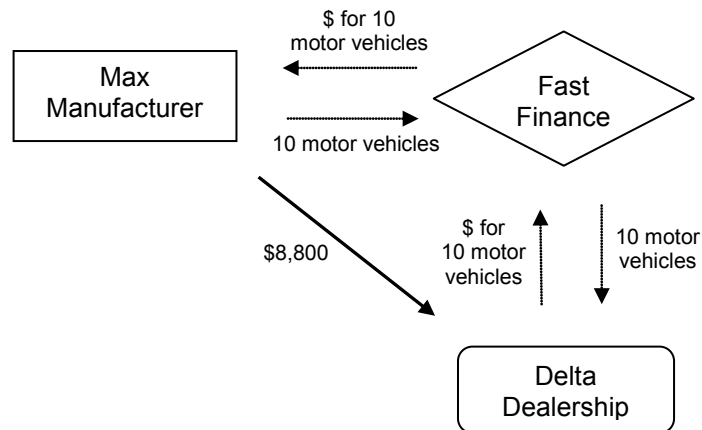 $ for 10
motor vehicles
Max
Manufacturer
Fast
Finance
10 motor vehicles
$8,800
$ for
10 motor
vehicles
10 motor
vehicles
Delta
Dealership